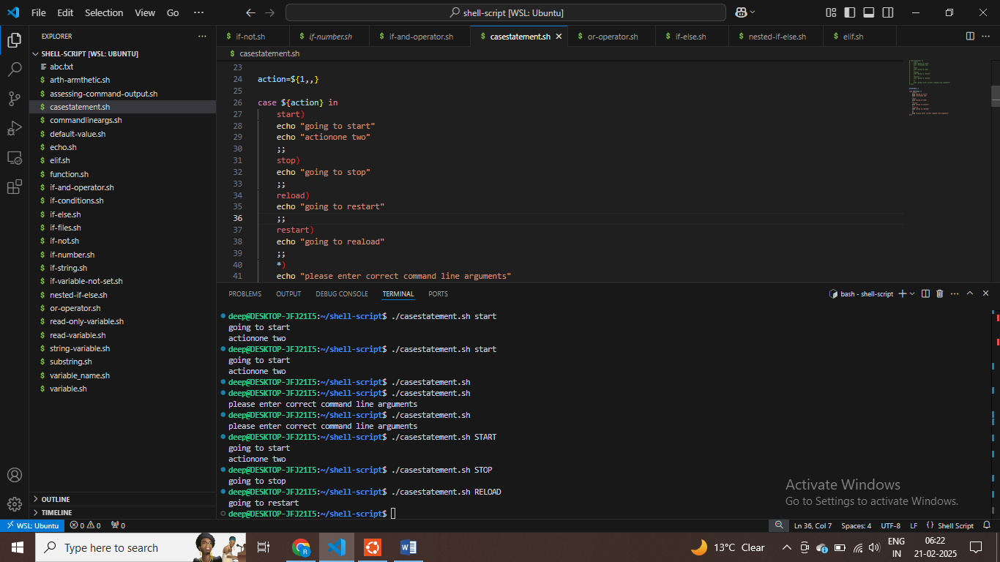 File Edit Selection View Go ··· shell-script [WSL: Ubuntu]
EXPLORER ···
if-not.sh if-number.sh if-and-operator.sh casestatement.sh or-operator.sh if-else.sh nested-if-else.sh elif.sh ···
SHELL-SCRIPT [WSL: UBUNTU]
abc.txt
arth-armthetic.sh
assessing-command-output.sh
casestatement.sh
commandlineargs.sh
default-value.sh
echo.sh
elif.sh
function.sh
if-and-operator.sh
if-conditions.sh
if-else.sh
if-files.sh
if-not.sh
if-number.sh
if-string.sh
if-variable-not-set.sh
nested-if-else.sh
or-operator.sh
read-only-variable.sh
read-variable.sh
string-variable.sh
substring.sh
variable_name.sh
variable.sh
OUTLINE
TIMELINE
$ casestatement.sh
23
24 action=${1,,}
25
26 case ${action} in
27 start)
28 echo "going to start"
29 echo "actionone two"
30 ;;
31 stop)
32 echo "going to stop"
33 ;;
34 reload)
35 echo "going to restart"
36 ;;
37 restart)
38 echo "going to reaload"
39 ;;
40 *)
41 echo "please enter correct command line arguments"
PROBLEMS OUTPUT DEBUG CONSOLE TERMINAL PORTS bash - shell-script ···
deep@DESKTOP-JFJ21I5:~/shell-script$ ./casestatement.sh start
going to start
actionone two
deep@DESKTOP-JFJ21I5:~/shell-script$ ./casestatement.sh start
going to start
actionone two
deep@DESKTOP-JFJ21I5:~/shell-script$ ./casestatement.sh
deep@DESKTOP-JFJ21I5:~/shell-script$ ./casestatement.sh
please enter correct command line arguments
deep@DESKTOP-JFJ21I5:~/shell-script$ ./casestatement.sh
please enter correct command line arguments
deep@DESKTOP-JFJ21I5:~/shell-script$ ./casestatement.sh START
going to start
actionone two
deep@DESKTOP-JFJ21I5:~/shell-script$ ./casestatement.sh STOP
going to stop
deep@DESKTOP-JFJ21I5:~/shell-script$ ./casestatement.sh RELOAD
going to restart
deep@DESKTOP-JFJ21I5:~/shell-script$
Activate Windows
Go to Settings to activate Windows.
WSL: Ubuntu 0 0 0 Ln 36, Col 7 Spaces: 4 UTF-8 LF Shell Script
Type here to search 13°C Clear ENG IN 06:22 21-02-2025